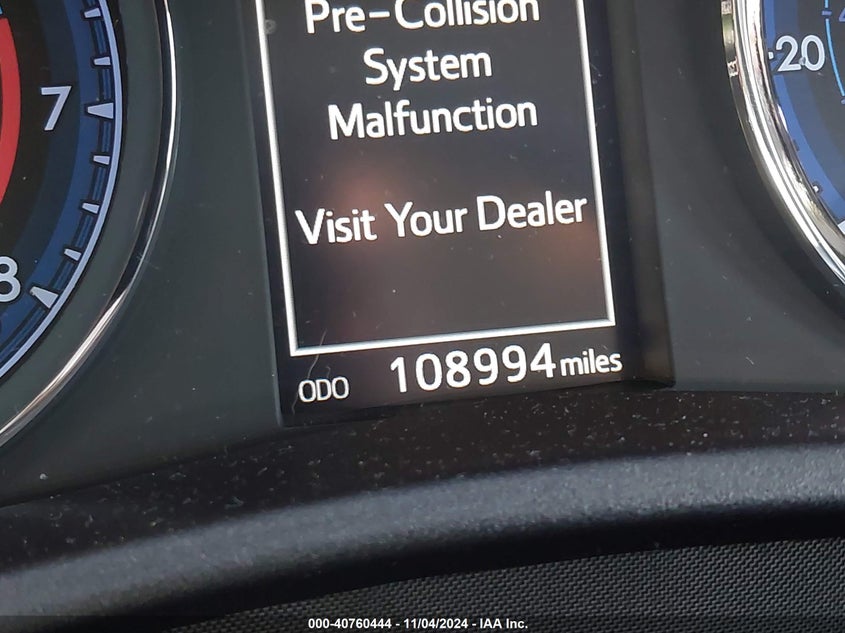 Pre-Collision
System
Malfunction
Visit Your Dealer
ODO 108994 miles
7
8
20
000-40760444 - 11/04/2024 - IAA Inc.